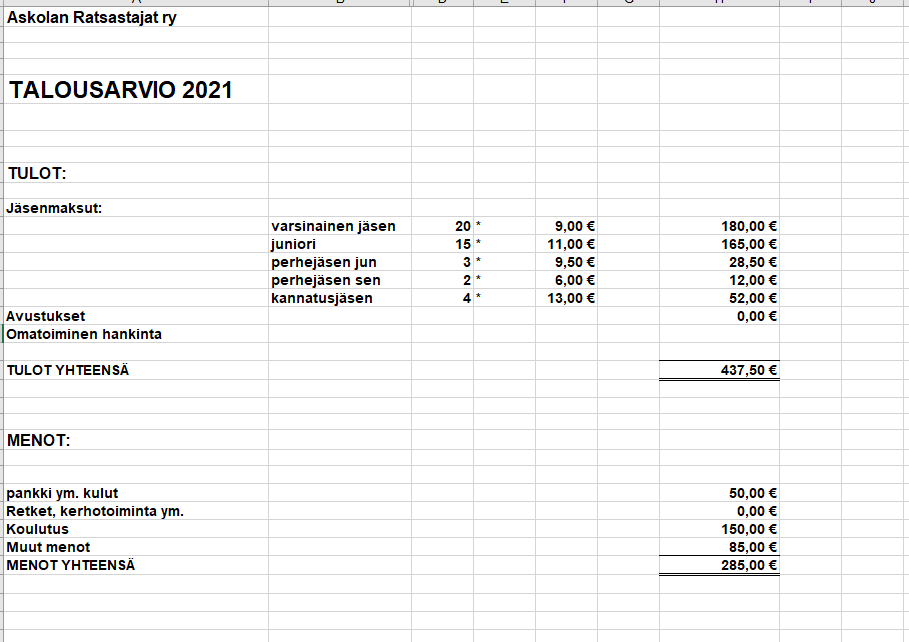 Askolan Ratsastajat ry
TALOUSARVIO 2021
TULOT:
Jäsenmaksut:
varsinainen jäsen 20 * 9,00 € 180,00 €
juniori 15 * 11,00 € 165,00 €
perhejäsen jun 3 * 9,50 € 28,50 €
perhejäsen sen 2 * 6,00 € 12,00 €
kannatusjäsen 4 * 13,00 € 52,00 €
Avustukset 0,00 €
Omatoiminen hankinta
TULOT YHTEENSÄ 437,50 €
MENOT:
pankki ym. kulut 50,00 €
Retket, kerhotoiminta ym. 0,00 €
Koulutus 150,00 €
Muut menot 85,00 €
MENOT YHTEENSÄ 285,00 €